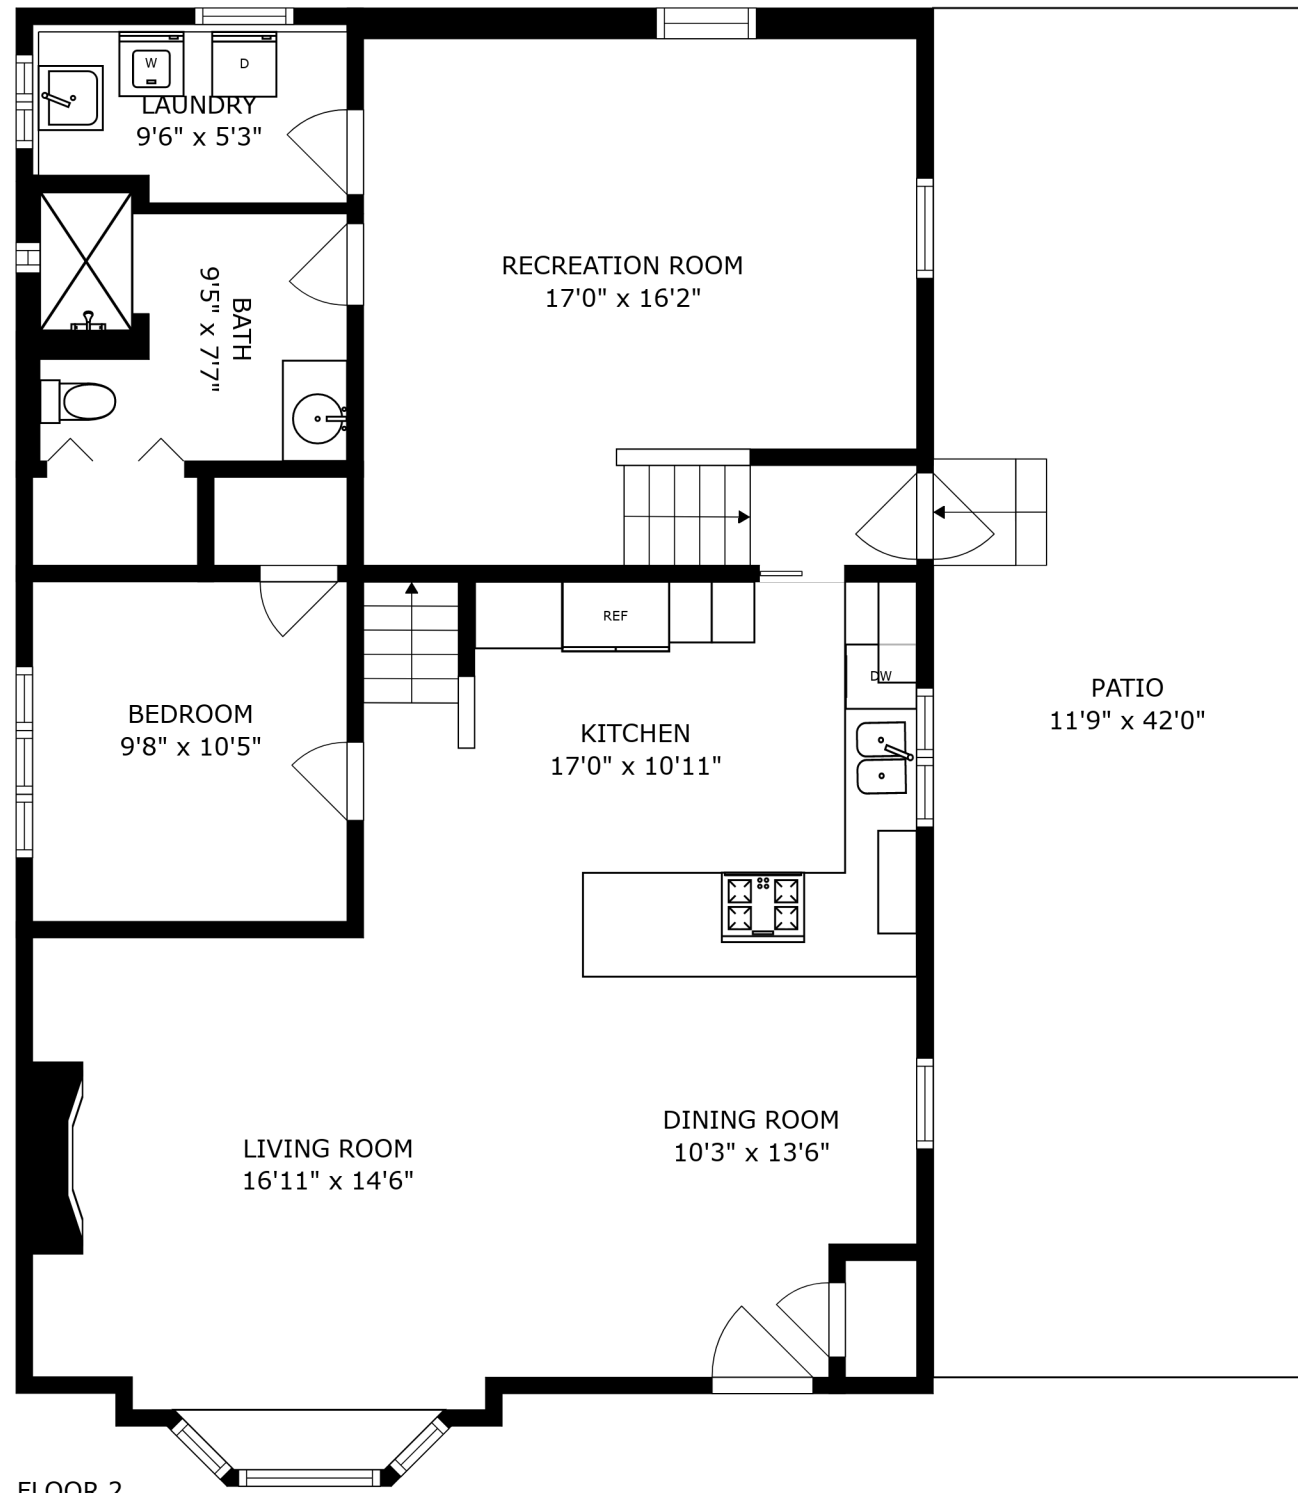 W
D
LAUNDRY
9'6" x 5'3"
RECREATION ROOM
17'0" x 16'2"
BATH
9'5" x 7'7"
REF
DW
BEDROOM
9'8" x 10'5"
KITCHEN
17'0" x 10'11"
PATIO
11'9" x 42'0"
LIVING ROOM
16'11" x 14'6"
DINING ROOM
10'3" x 13'6"
FLOOR 2